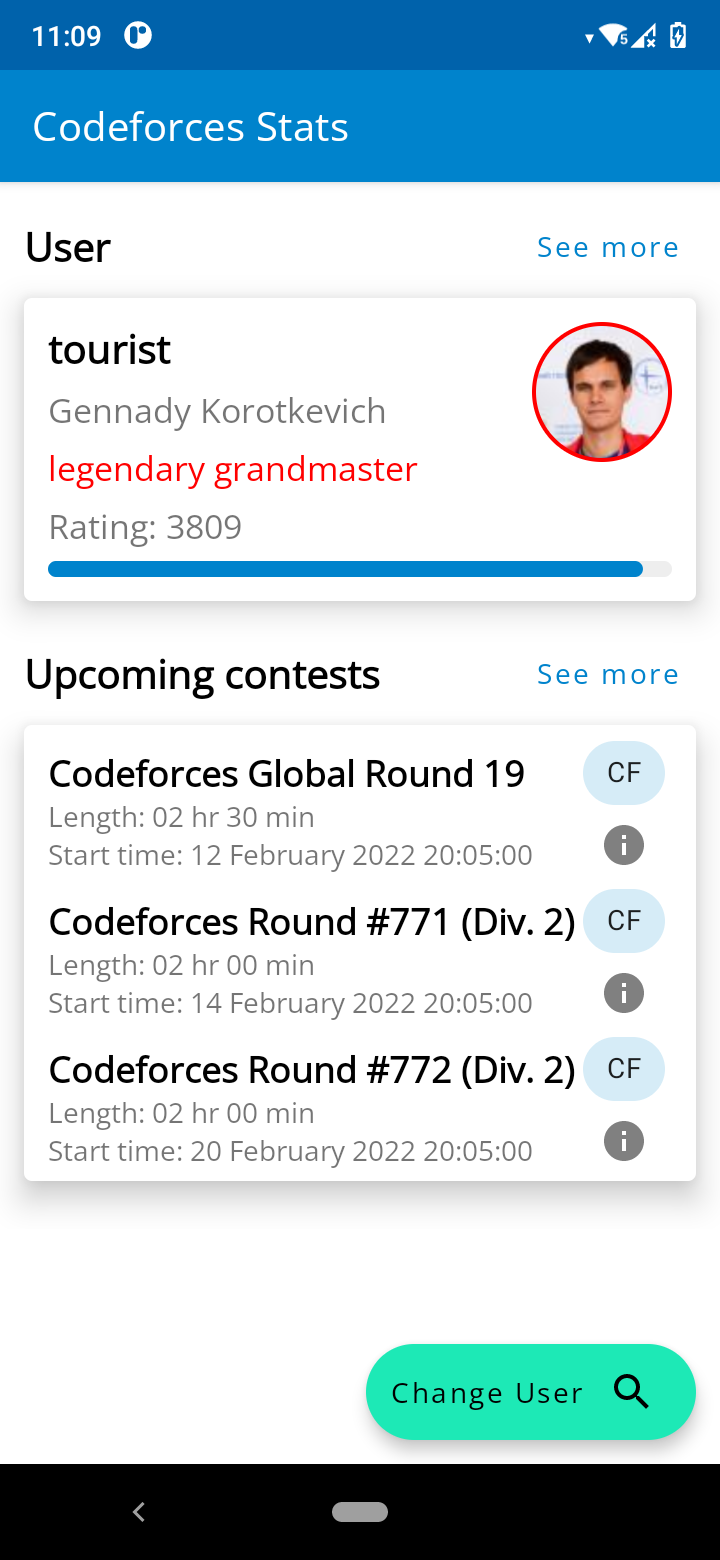 11:09
5
Codeforces Stats
User
See more
tourist
Gennady Korotkevich
legendary grandmaster
Rating: 3809
Upcoming contests
See more
Codeforces Global Round 19
CF
Length: 02 hr 30 min
Start time: 12 February 2022 20:05:00
Codeforces Round #771 (Div. 2)
CF
Length: 02 hr 00 min
Start time: 14 February 2022 20:05:00
Codeforces Round #772 (Div. 2)
CF
Length: 02 hr 00 min
Start time: 20 February 2022 20:05:00
Change User